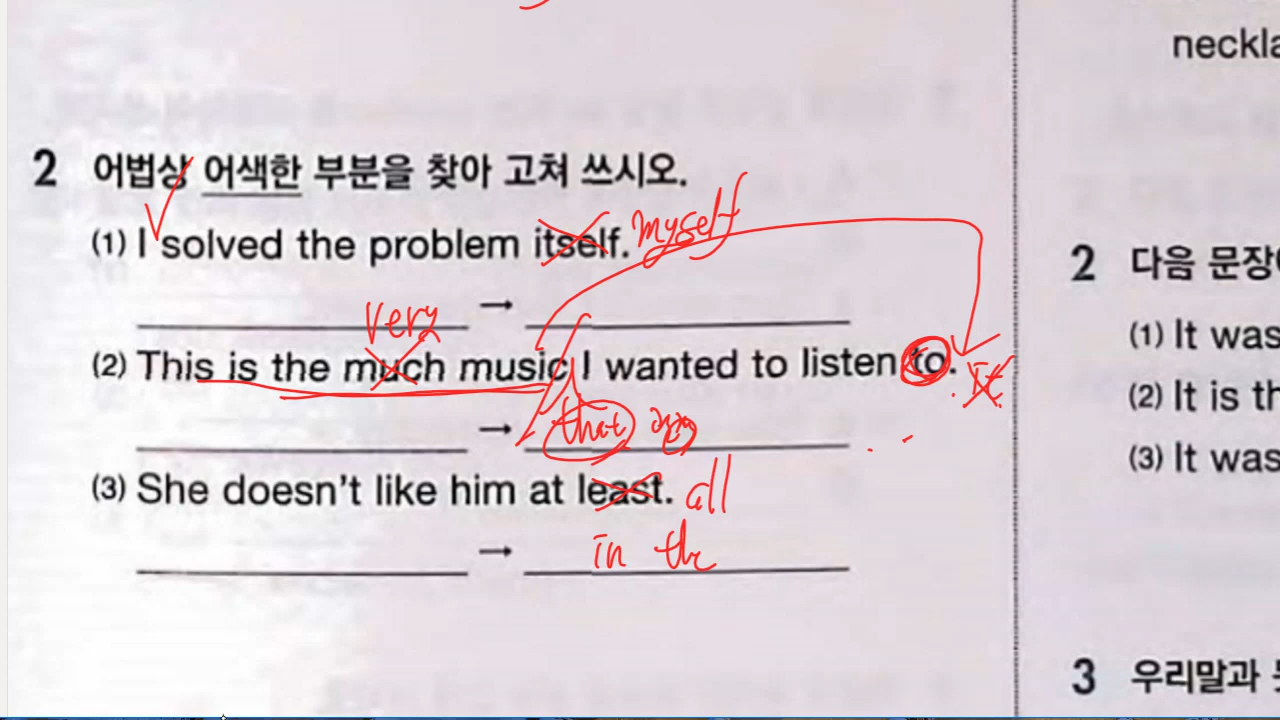 neckla
2 어법상 어색한 부분을 찾아 고쳐 쓰시오.
(1) I solved the problem itself. myself
→
very
(2) This is the much music I wanted to listen to. It
→ that
(3) She doesn't like him at least. all
→ in the
2 다음 문장
(1) It was
(2) It is th
(3) It was
3 우리말과